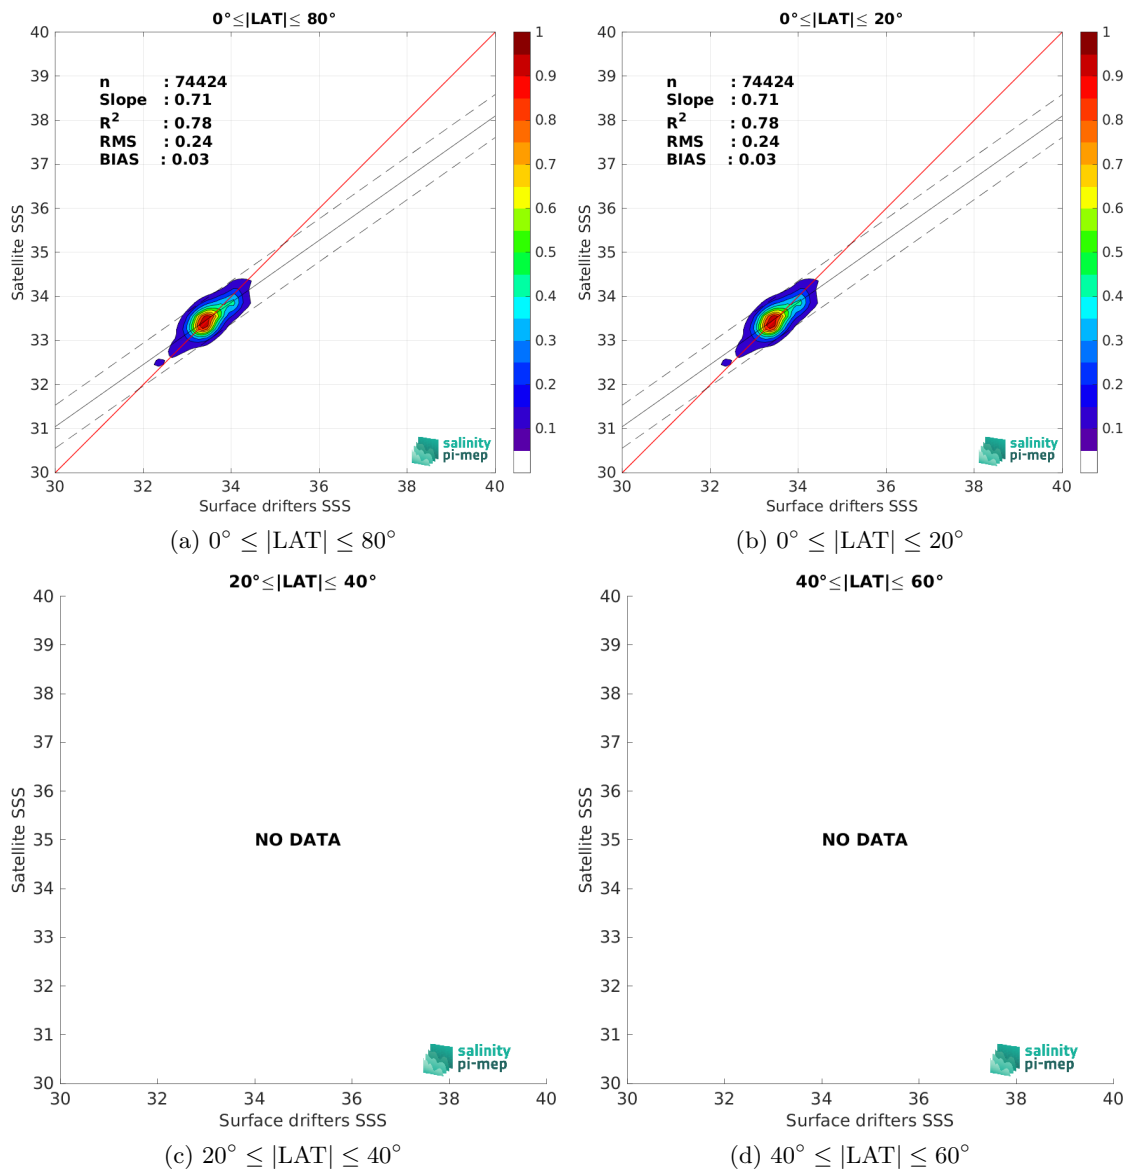 0°≤|LAT|≤ 80°
40
39
38
37
36
35
34
33
32
31
30
30 32 34 36 38 40
Satellite SSS
Surface drifters SSS
n : 74424
Slope : 0.71
R² : 0.78
RMS : 0.24
BIAS : 0.03
1
0.9
0.8
0.7
0.6
0.5
0.4
0.3
0.2
0.1
salinity
pi-mep
(a) 0° ≤ |LAT| ≤ 80°
0°≤|LAT|≤ 20°
40
39
38
37
36
35
34
33
32
31
30
30 32 34 36 38 40
Satellite SSS
Surface drifters SSS
n : 74424
Slope : 0.71
R² : 0.78
RMS : 0.24
BIAS : 0.03
1
0.9
0.8
0.7
0.6
0.5
0.4
0.3
0.2
0.1
salinity
pi-mep
(b) 0° ≤ |LAT| ≤ 20°
20°≤|LAT|≤ 40°
40
39
38
37
36
35
34
33
32
31
30
30 32 34 36 38 40
Satellite SSS
Surface drifters SSS
NO DATA
salinity
pi-mep
(c) 20° ≤ |LAT| ≤ 40°
40°≤|LAT|≤ 60°
40
39
38
37
36
35
34
33
32
31
30
30 32 34 36 38 40
Satellite SSS
Surface drifters SSS
NO DATA
salinity
pi-mep
(d) 40° ≤ |LAT| ≤ 60°